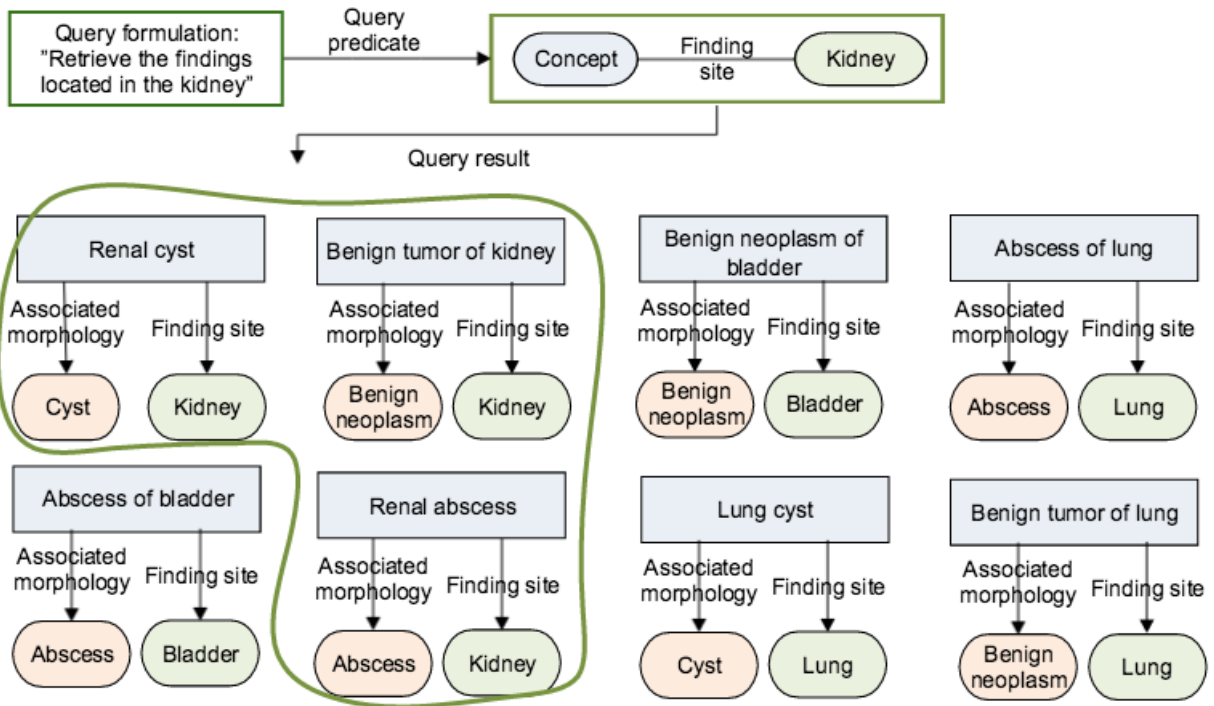 Query formulation:
"Retrieve the findings
located in the kidney"
Query
predicate
Concept
Finding
site
Kidney
Query result
Renal cyst
Associated
morphology
Finding site
Cyst
Kidney
Benign tumor of kidney
Associated
morphology
Finding site
Benign
neoplasm
Kidney
Benign neoplasm of
bladder
Associated
morphology
Finding site
Benign
neoplasm
Bladder
Abscess of lung
Associated
morphology
Finding site
Abscess
Lung
Abscess of bladder
Associated
morphology
Finding site
Abscess
Bladder
Renal abscess
Associated
morphology
Finding site
Abscess
Kidney
Lung cyst
Associated
morphology
Finding site
Cyst
Lung
Benign tumor of lung
Associated
morphology
Finding site
Benign
neoplasm
Lung